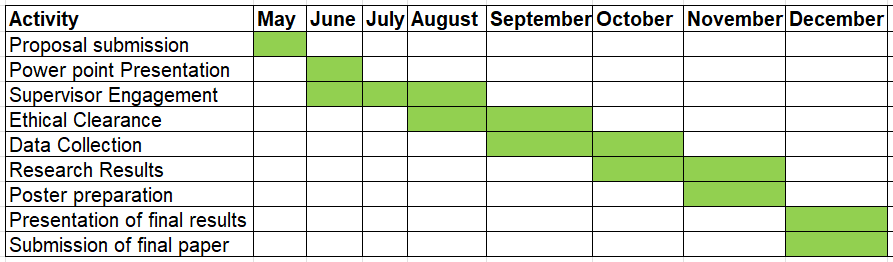 Activity May June July August September October November December
Proposal submission
Power point Presentation
Supervisor Engagement
Ethical Clearance
Data Collection
Research Results
Poster preparation
Presentation of final results
Submission of final paper